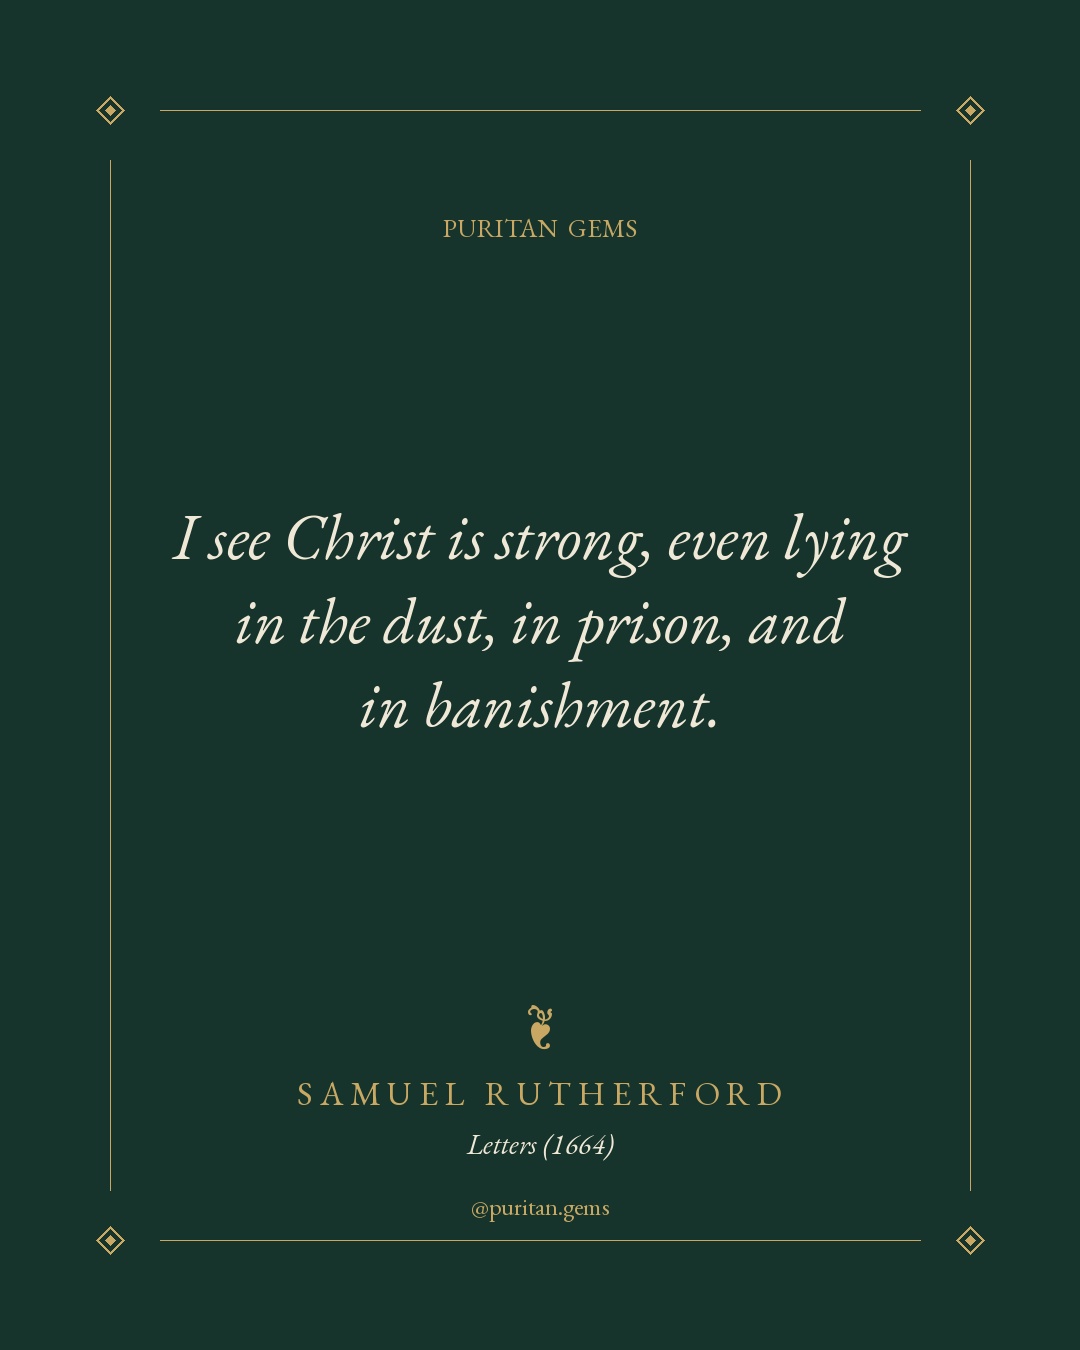 PURITAN GEMS
I see Christ is strong, even lying
in the dust, in prison, and
in banishment.
SAMUEL RUTHERFORD
Letters (1664)
@puritan.gems